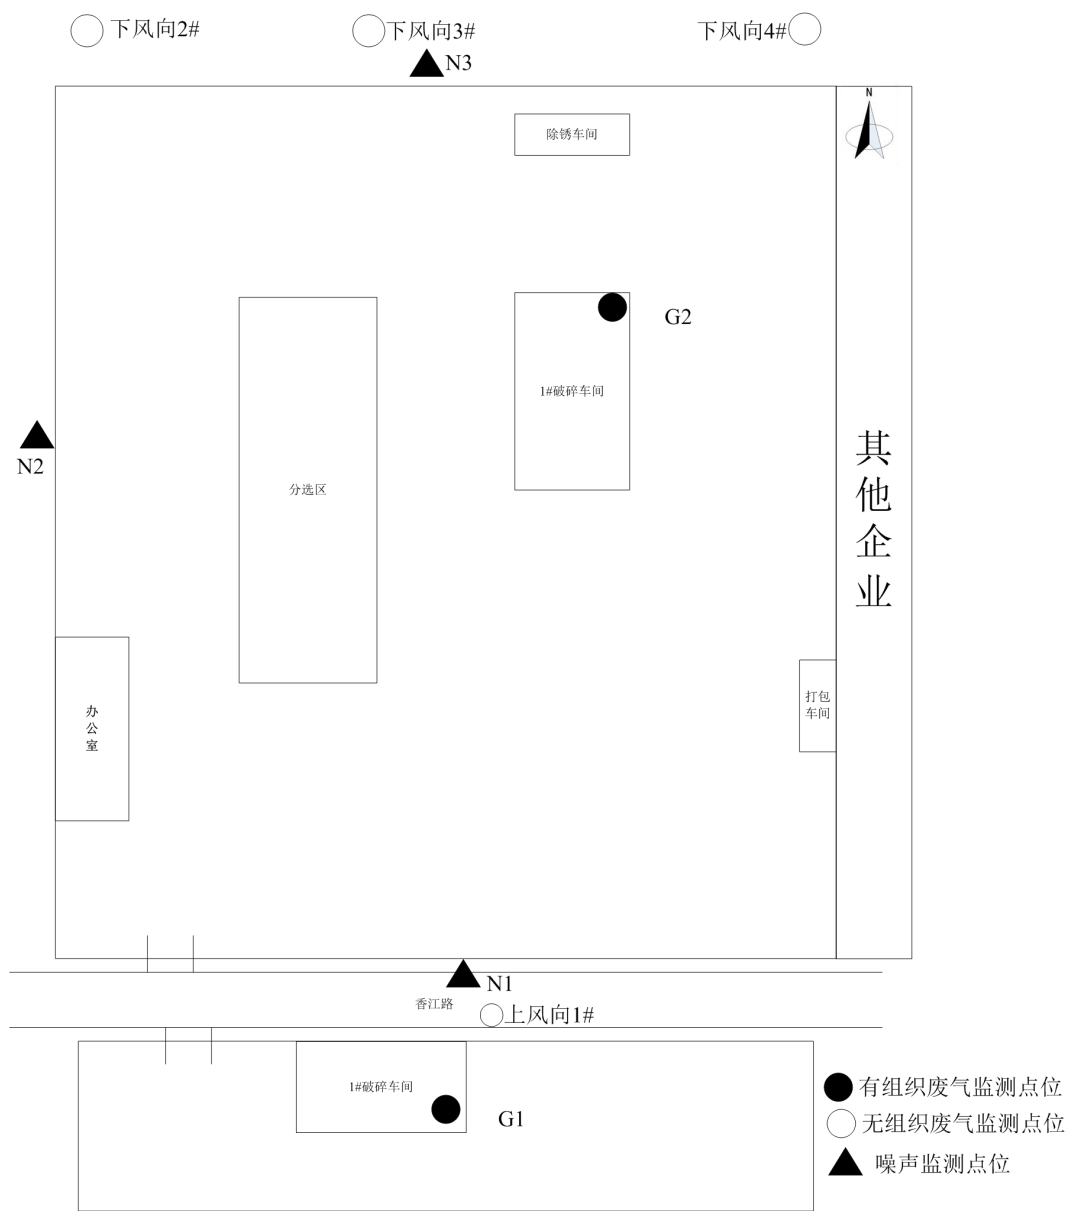 下风向2#
下风向3#
下风向4#
N3
N
除锈车间
G2
1#破碎车间
N2
分选区
其
他
企
业
办
公
室
打包
车间
N1
香江路
上风向1#
1#破碎车间
G1
有组织废气监测点位
无组织废气监测点位
噪声监测点位